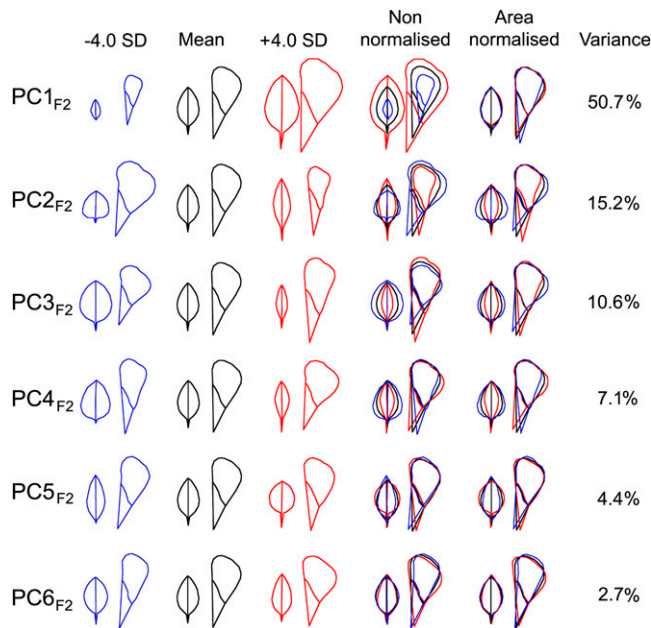 -4.0 SD Mean +4.0 SD Non normalised Area normalised Variance
PC1F2 50.7%
PC2F2 15.2%
PC3F2 10.6%
PC4F2 7.1%
PC5F2 4.4%
PC6F2 2.7%